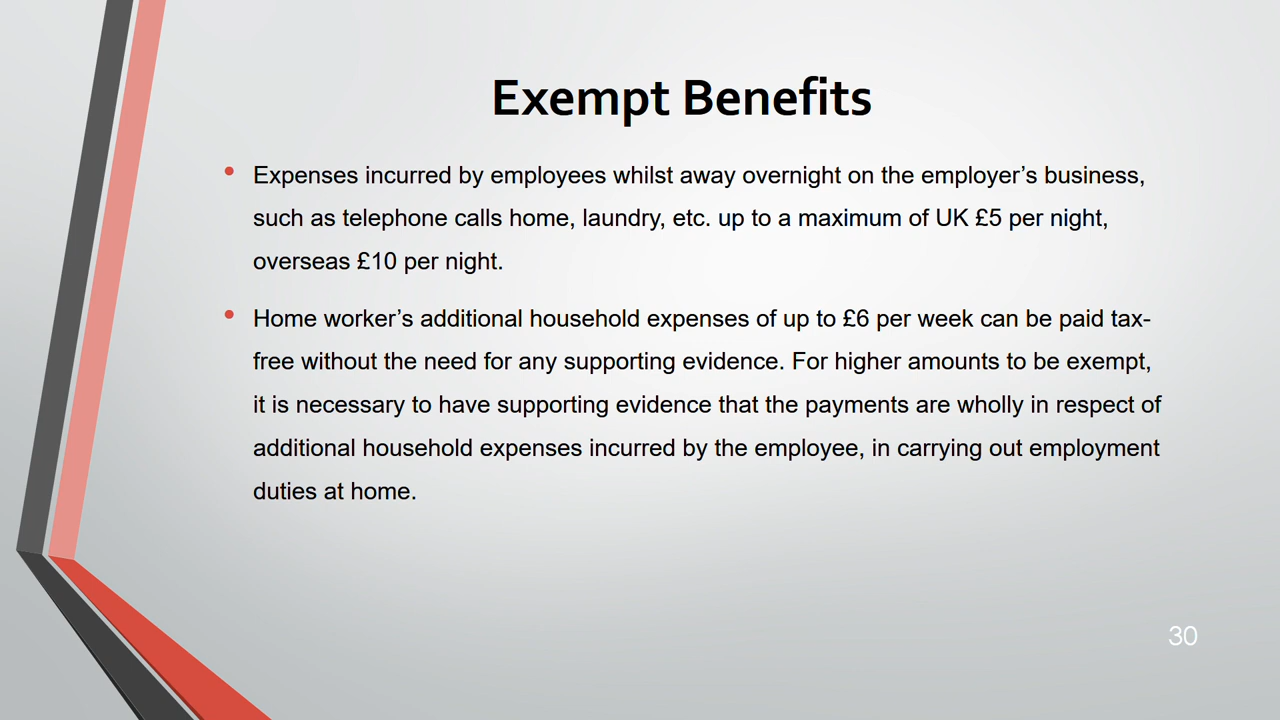 Exempt Benefits
• Expenses incurred by employees whilst away overnight on the employer’s business,
such as telephone calls home, laundry, etc. up to a maximum of UK £5 per night,
overseas £10 per night.
• Home worker’s additional household expenses of up to £6 per week can be paid tax-
free without the need for any supporting evidence. For higher amounts to be exempt,
it is necessary to have supporting evidence that the payments are wholly in respect of
additional household expenses incurred by the employee, in carrying out employment
duties at home.
30